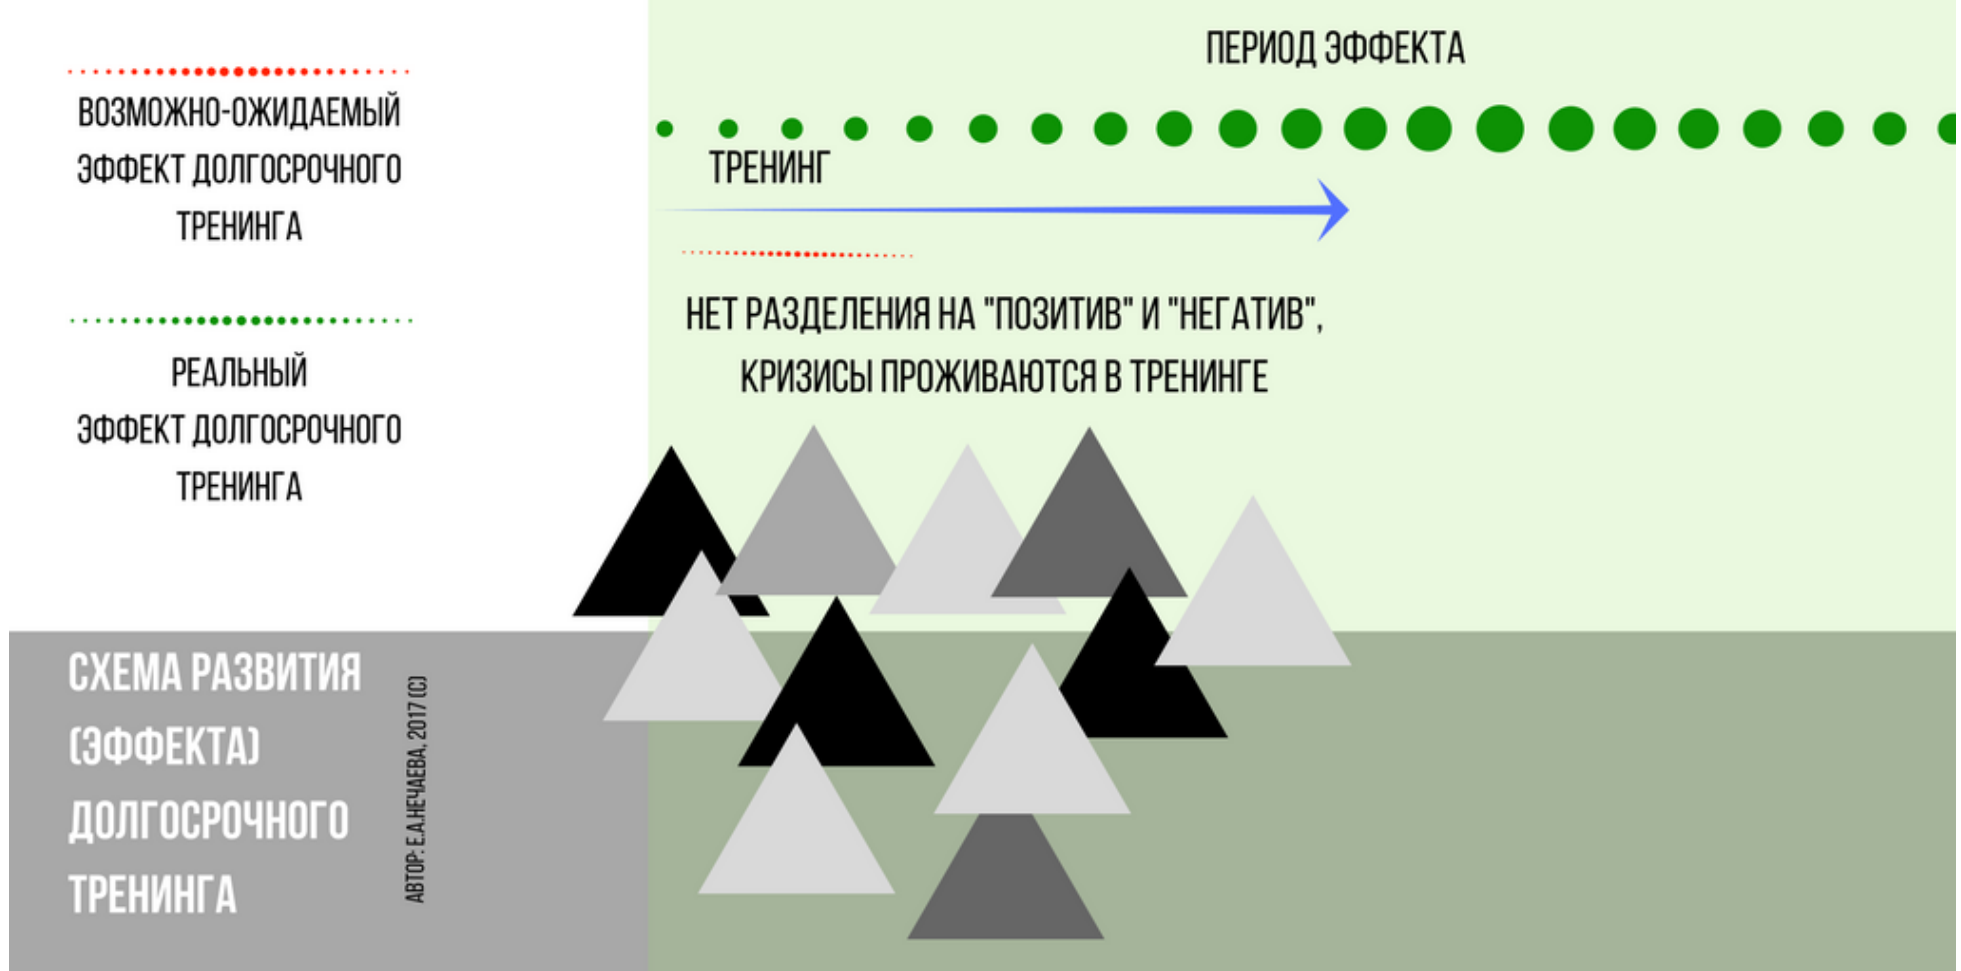 ВОЗМОЖНО-ОЖИДАЕМЫЙ
ЭФФЕКТ ДОЛГОСРОЧНОГО
ТРЕНИНГА
РЕАЛЬНЫЙ
ЭФФЕКТ ДОЛГОСРОЧНОГО
ТРЕНИНГА
ПЕРИОД ЭФФЕКТА
ТРЕНИНГ
НЕТ РАЗДЕЛЕНИЯ НА "ПОЗИТИВ" И "НЕГАТИВ",
КРИЗИСЫ ПРОЖИВАЮТСЯ В ТРЕНИНГЕ
СХЕМА РАЗВИТИЯ
(ЭФФЕКТА)
ДОЛГОСРОЧНОГО
ТРЕНИНГА
АВТОР: Е.А.НЕЧАЕВА, 2017 (С)